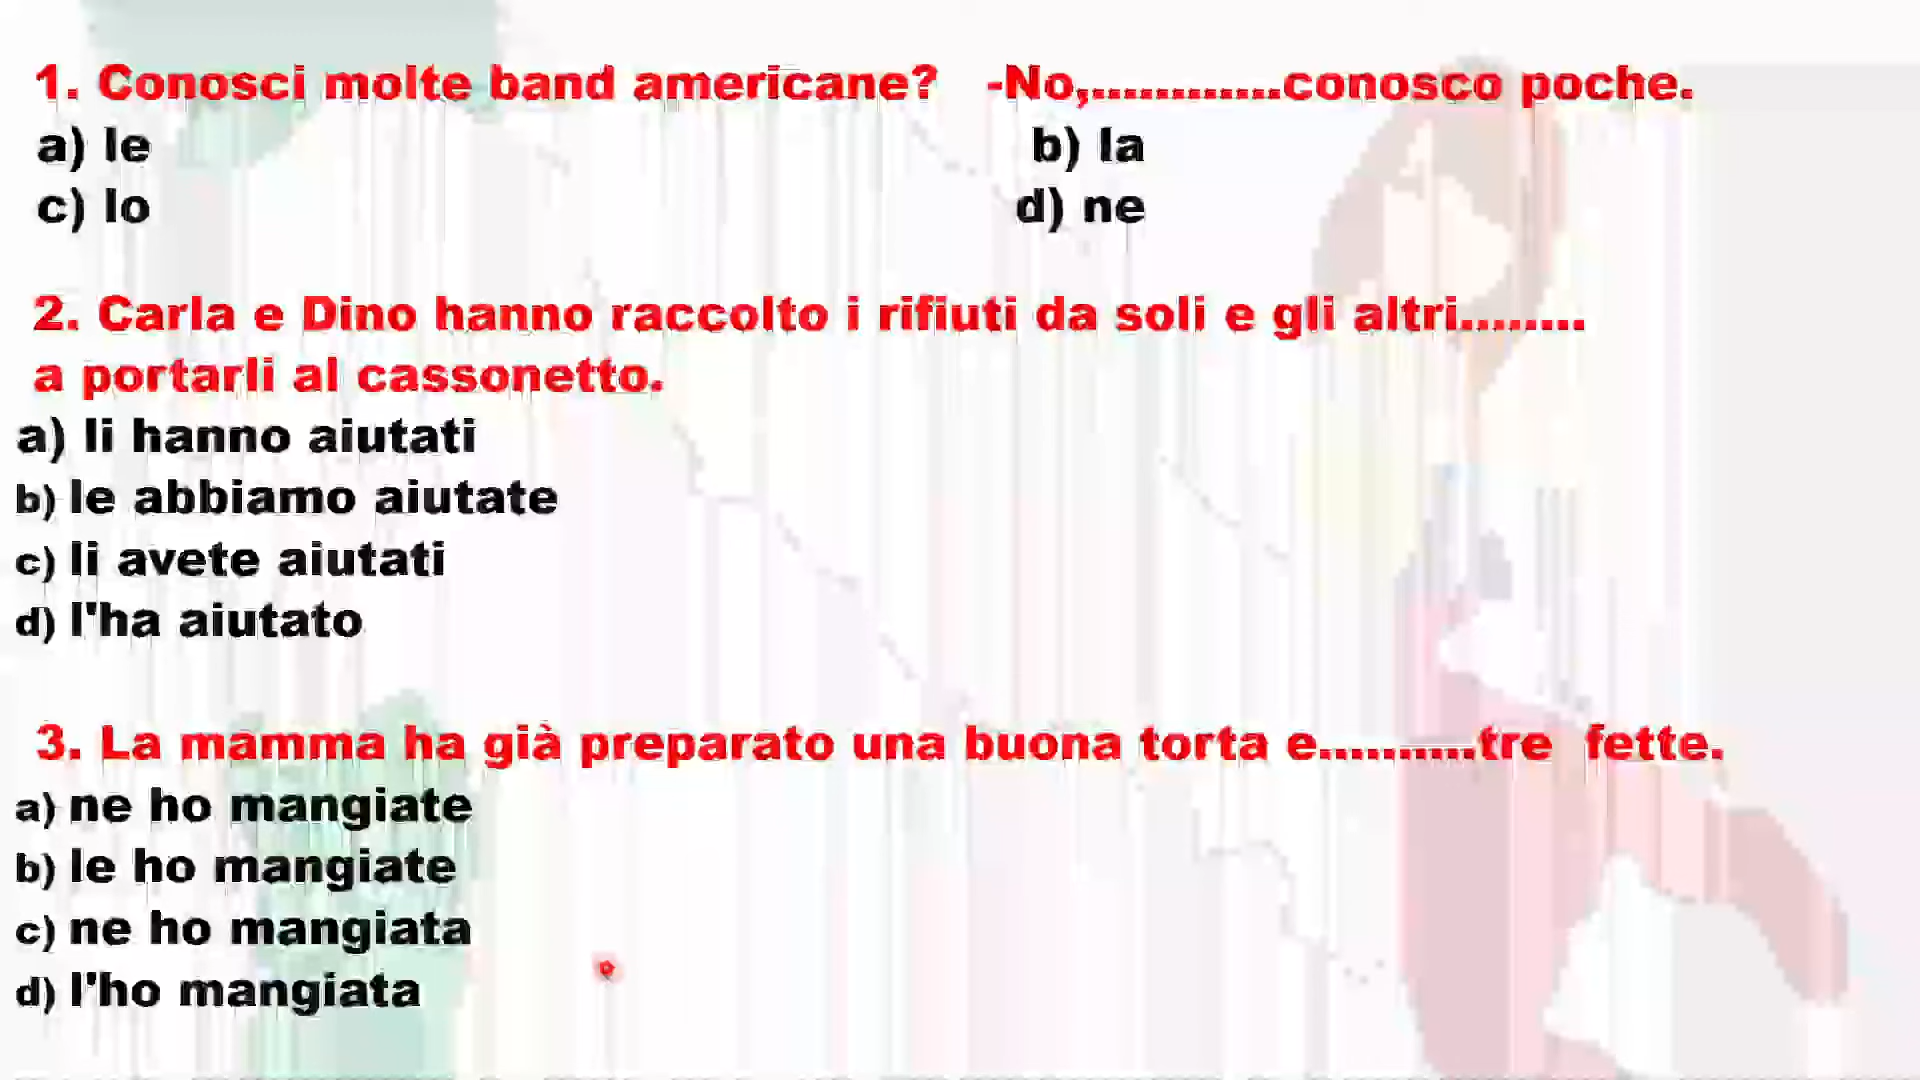 1. Conosci molte band americane? -No,............conosco poche.
a) le b) la
c) lo d) ne
2. Carla e Dino hanno raccolto i rifiuti da soli e gli altri........
a portarli al cassonetto.
a) li hanno aiutati
b) le abbiamo aiutate
c) li avete aiutati
d) l'ha aiutato
3. La mamma ha già preparato una buona torta e..........tre fette.
a) ne ho mangiate
b) le ho mangiate
c) ne ho mangiata
d) l'ho mangiata